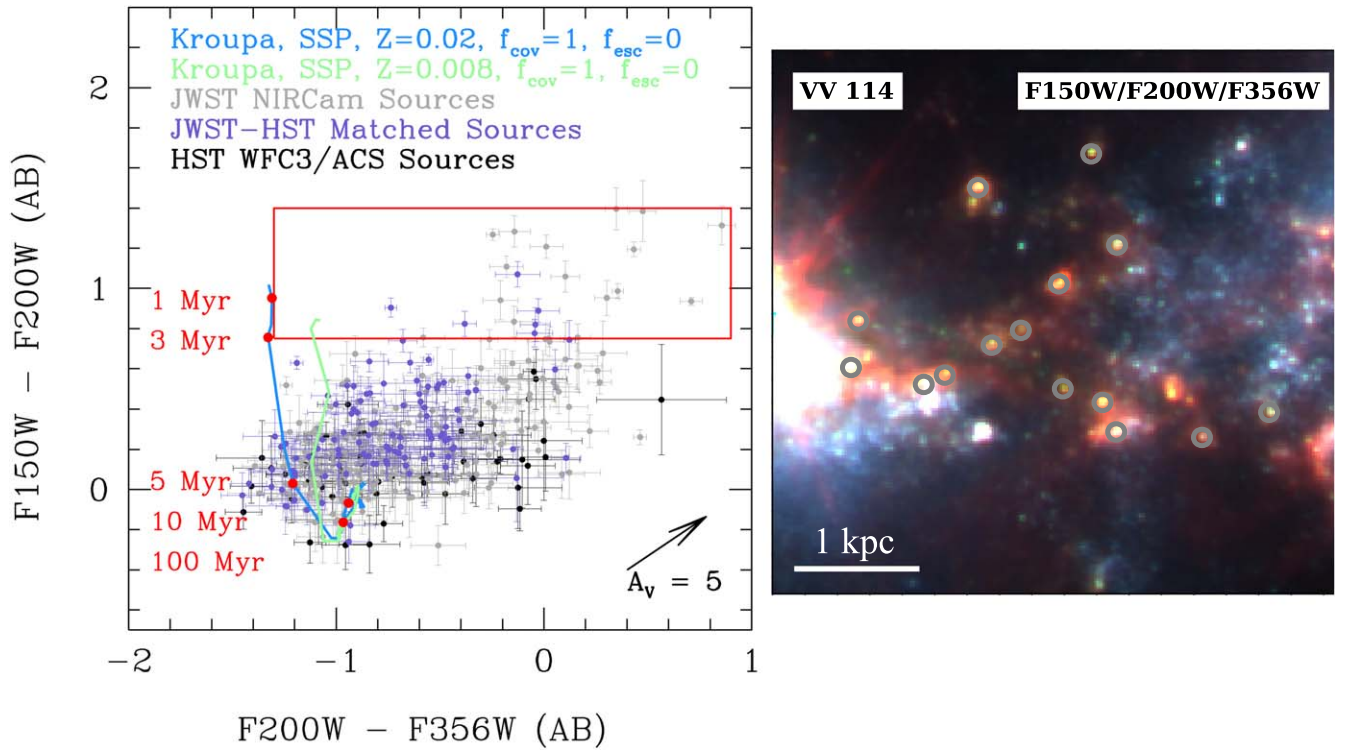 Kroupa, SSP, Z=0.02, f_cov=1, f_esc=0
Kroupa, SSP, Z=0.008, f_cov=1, f_esc=0
JWST NIRCam Sources
JWST-HST Matched Sources
HST WFC3/ACS Sources
2
1
0
1 Myr
3 Myr
5 Myr
10 Myr
100 Myr
A_V = 5
−2
−1
0
1
F200W − F356W (AB)
F150W − F200W (AB)
VV 114
F150W/F200W/F356W
1 kpc